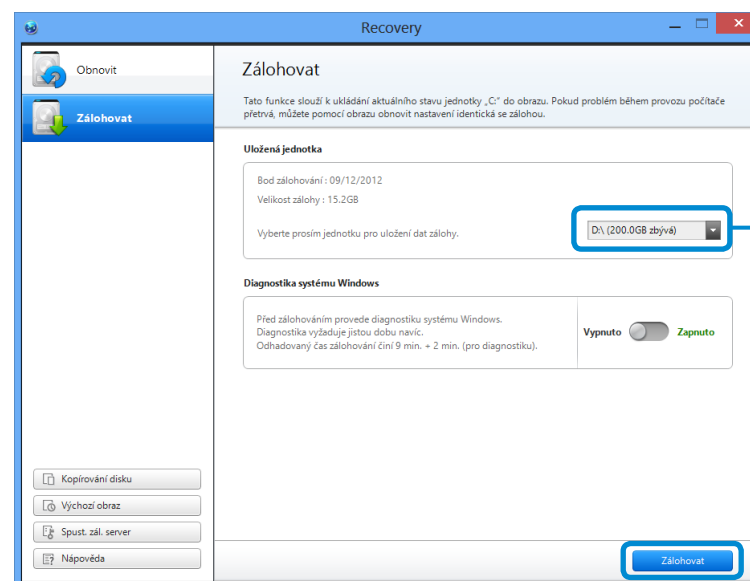 Recovery
Obnovit
Zálohovat
Zálohovat
Tato funkce slouží k ukládání aktuálního stavu jednotky „C:“ do obrazu. Pokud problém během provozu počítače
přetrvá, můžete pomocí obrazu obnovit nastavení identická se zálohou.
Uložená jednotka
Bod zálohování : 09/12/2012
Velikost zálohy : 15.2GB
Vyberte prosím jednotku pro uložení dat zálohy.
D:\ (200.0GB zbývá)
Diagnostika systému Windows
Před zálohováním provede diagnostiku systému Windows.
Diagnostika vyžaduje jistou dobu navíc.
Odhadovaný čas zálohování činí 9 min. + 2 min. (pro diagnostiku).
Vypnuto Zapnuto
Kopírování disku
Výchozí obraz
Spust. zál. server
Nápověda
Zálohovat